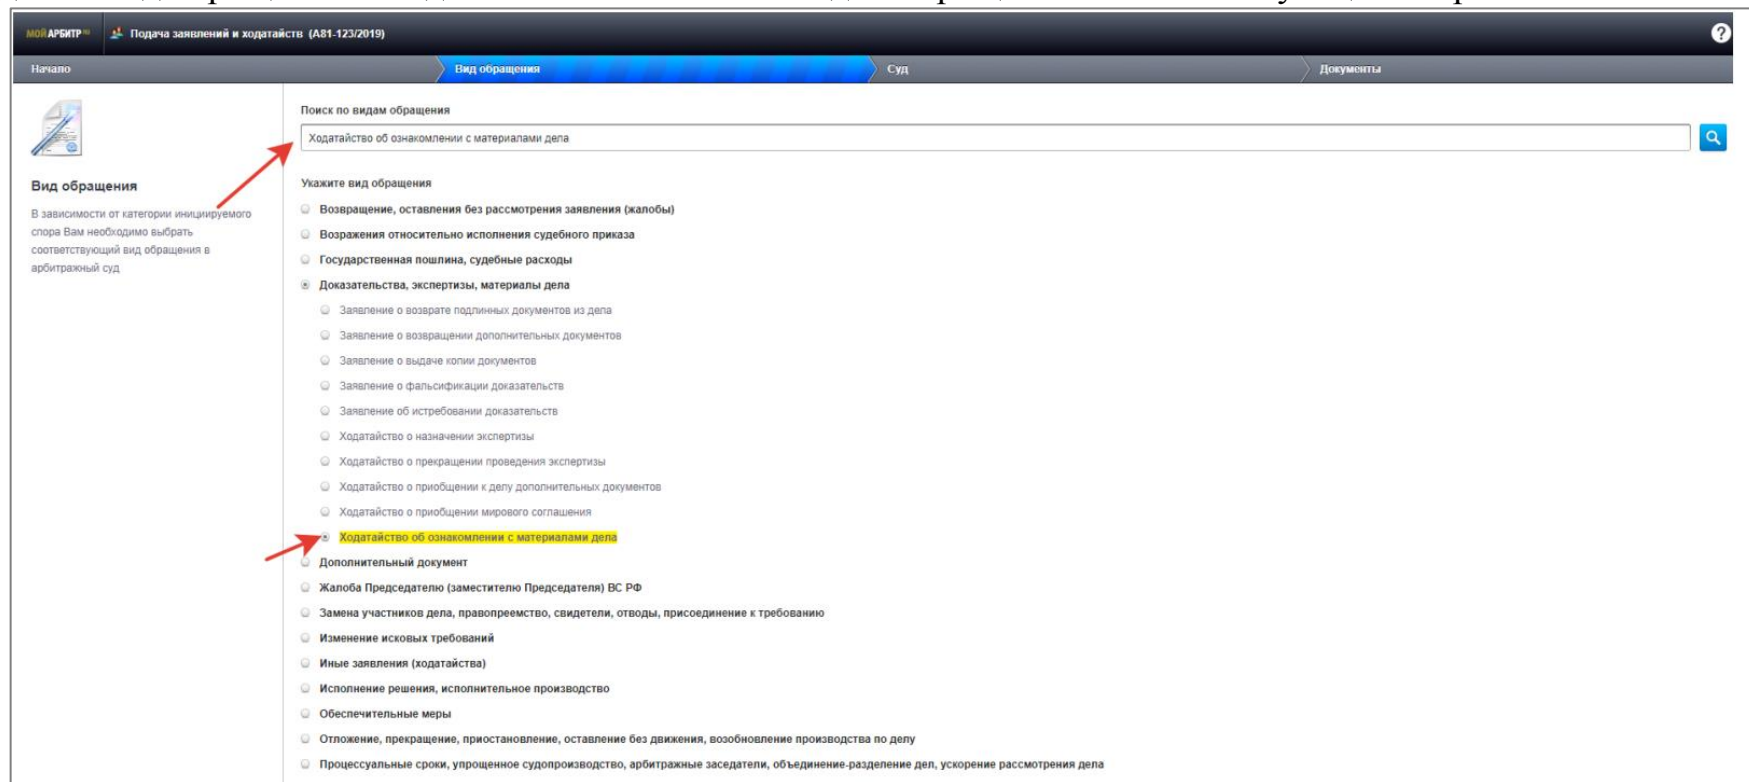 МОЙ АРБИТР RU Подача заявлений и ходатайств (А81-123/2019) ?
Начало Вид обращения Суд Документы
Поиск по видам обращения
Ходатайство об ознакомлении с материалами дела
Вид обращения
В зависимости от категории инициируемого
спора Вам необходимо выбрать
соответствующий вид обращения в
арбитражный суд
Укажите вид обращения
Возвращение, оставления без рассмотрения заявления (жалобы)
Возражения относительно исполнения судебного приказа
Государственная пошлина, судебные расходы
Доказательства, экспертизы, материалы дела
Заявление о возврате подлинных документов из дела
Заявление о возвращении дополнительных документов
Заявление о выдаче копии документов
Заявление о фальсификации доказательств
Заявление об истребовании доказательств
Ходатайство о назначении экспертизы
Ходатайство о прекращении проведения экспертизы
Ходатайство о приобщении к делу дополнительных документов
Ходатайство о приобщении мирового соглашения
Ходатайство об ознакомлении с материалами дела
Дополнительный документ
Жалоба Председателю (заместителю Председателя) ВС РФ
Замена участников дела, правопреемство, свидетели, отводы, присоединение к требованию
Изменение исковых требований
Иные заявления (ходатайства)
Исполнение решения, исполнительное производство
Обеспечительные меры
Отложение, прекращение, приостановление, оставление без движения, возобновление производства по делу
Процессуальные сроки, упрощенное судопроизводство, арбитражные заседатели, объединение-разделение дел, ускорение рассмотрения дела